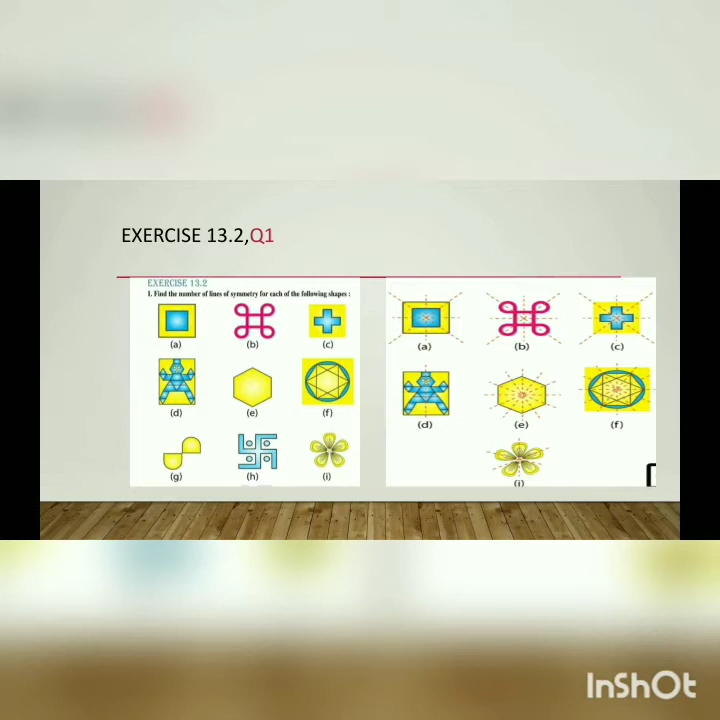 EXERCISE 13.2,Q1
EXERCISE 13.2
1. Find the number of lines of symmetry for each of the following shapes :
(a)
(b)
(c)
(d)
(e)
(f)
(g)
(h)
(i)
(a)
(b)
(c)
(d)
(e)
(f)
(i)
InShOt